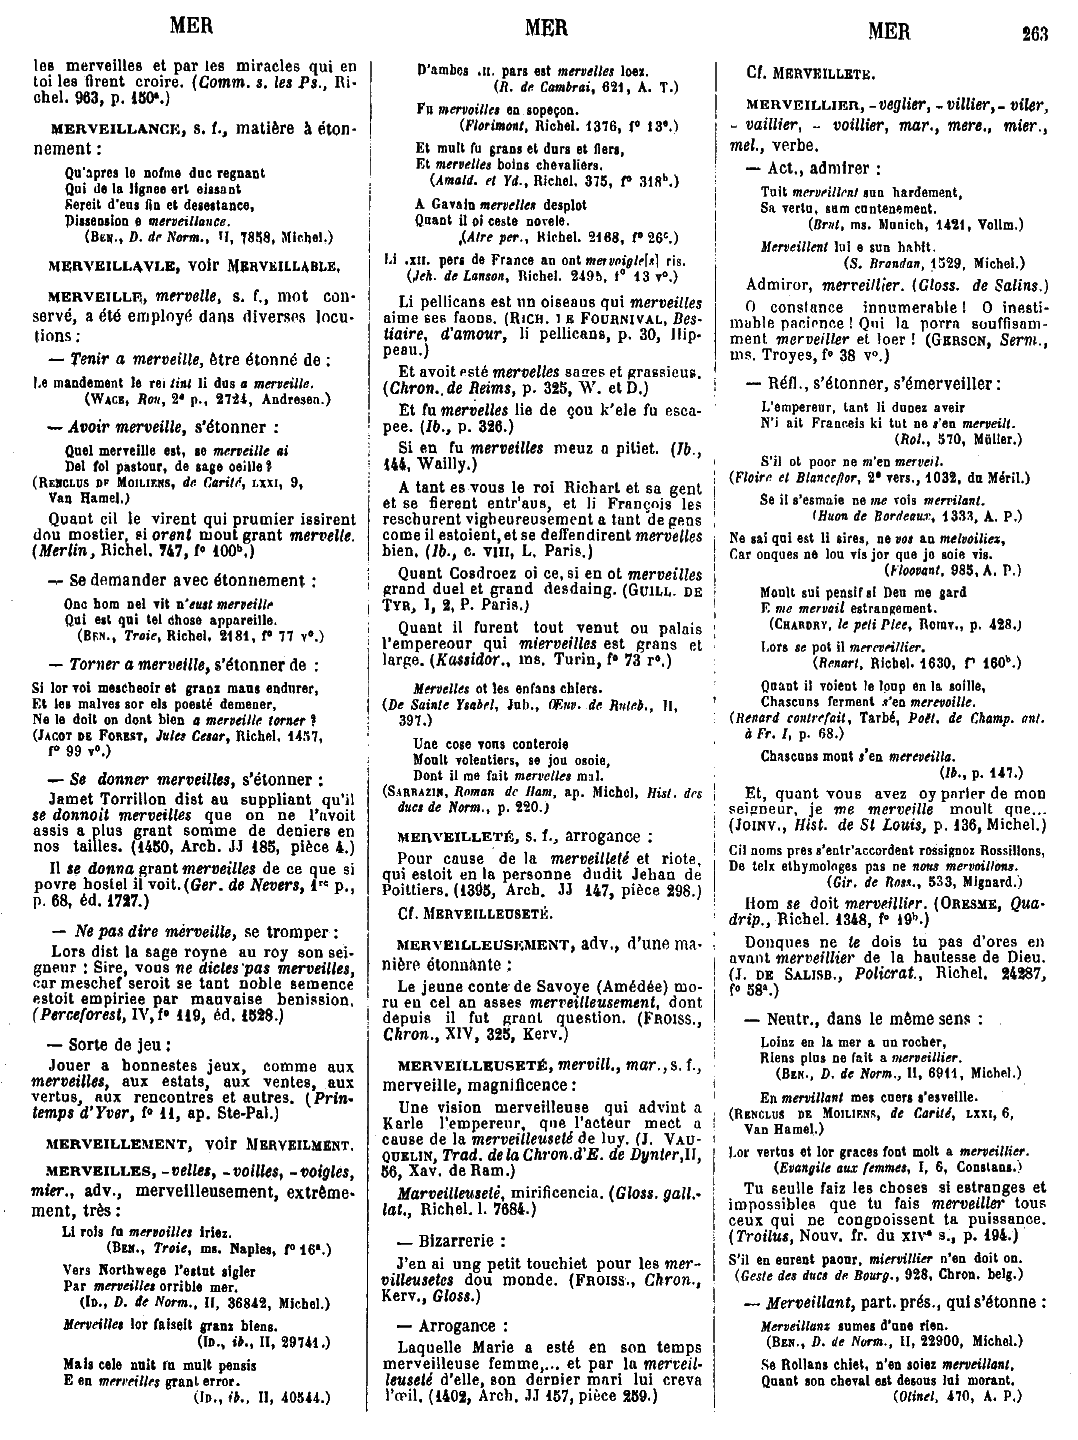 MER
MER
MER
263
les merveilles et par les miracles qui en
toi les firent croire. (Comm. s. les Ps., Ri-
chel. 963, p. 150ª.)
MERVEILLANCE, s. f., matière à éton-
nement :
Qu'apres le nofme duc regnant
Qui de la lignee ert eissant
Sereit d'eus fin et desestance,
Dissension e merveillance.
(BEN., D. de Norm., II, 7858, Michel.)
MERVEILLAVLE, voir MERVEILLABLE.
MERVEILLE, mervelle, s. f., mot con-
servé, a été employé dans diverses locu-
tions :
— Tenir a merveille, être étonné de :
Le mandement le rei tint li dus a merveille.
(WACE, Rou, 2ª p., 2724, Andresen.)
— Avoir merveille, s'étonner :
Quel merveille est, se merveille ai
Del fol pastour, de sage oeille ?
(RENCLUS DE MOILIENS, de Carité, LXXI, 9,
Van Hamel.)
Quant cil le virent qui prumier issirent
dou mostier, si orent mout grant mervelle.
(Merlin, Richel. 747, fº 100ᵇ.)
— Se demander avec étonnement :
Onc hom nel vit n'eust merveille
Qui est qui tel chose appareille.
(BEN., Troie, Richel. 2181, fº 77 vº.)
— Torner a merveille, s'étonner de :
Si lor voi mescheoir et granz maus endurer,
Et les malves sor els poesté demener,
Ne le doit on dont bien a merveille torner ?
(JACOT DE FOREST, Jules Cesar, Richel. 1457,
fº 99 vº.)
— Se donner merveilles, s'étonner :
Jamet Torrillon dist au suppliant qu'il
se donnoit merveilles que on ne l'avoit
assis a plus grant somme de deniers en
nos tailles. (1450, Arch. JJ 185, pièce 4.)
Il se donna grant merveilles de ce que si
povre hostel il voit. (Ger. de Nevers, 1ʳᵉ p.,
p. 68, éd. 1727.)
— Ne pas dire merveille, se tromper :
Lors dist la sage royne au roy son sei-
gneur : Sire, vous ne dictes pas merveilles,
car meschef seroit se tant noble semence
estoit empiriee par mauvaise benission.
(Perceforest, IV, fº 119, éd. 1528.)
— Sorte de jeu :
Jouer a honnestes jeux, comme aux
merveilles, aux estats, aux ventes, aux
vertus, aux rencontres et autres. (Prin-
temps d'Yver, fº 11, ap. Ste-Pal.)
MERVEILLEMENT, voir MERVEILMENT.
MERVEILLES, -velles, -voilles, -voigles,
mier., adv., merveilleusement, extrême-
ment, très :
Li rois fu mervoilles iriez.
(BEN., Troie, ms. Naples, fº 16ª.)
Vers Northwege l'estut sigler
Par merveilles orrible mer.
(ID., D. de Norm., II, 36842, Michel.)
Merveilles lor faiseit granz biens.
(ID., ib., II, 29741.)
Mais cele nuit fu mult pensis
E en merveilles grant error.
(ID., ib., II, 40544.)
D'ambes .II. pars est mervelles loez.
(R. de Cambrai, 621, A. T.)
Fu mervoilles en sopeçon.
(Florimont, Richel. 1376, fº 13ª.)
Et mult fu grans et durs et fiers,
Et mervelles boins chevaliers.
(Amald. et Yd., Richel. 375, fº 318ᵇ.)
A Gavain mervelles desplot
Quant il oi ceste novele.
(Atre per., Richel. 2168, fº 26ᶜ.)
Li .XII. pers de France an ont mervoigle[s] ris.
(Jeh. de Lanson, Richel. 2495, fº 13 vº.)
Li pellicans est un oiseaus qui merveilles
aime ses faons. (RICH. DE FOURNIVAL, Bes-
tiaire, d'amour, li pellicans, p. 30, Hip-
peau.)
Et avoit esté mervelles sages et grassieus.
(Chron. de Reims, p. 325, W. et D.)
Et fu mervelles lie de çou k'ele fu esca-
pee. (Ib., p. 326.)
Si en fu merveilles meuz a pitiet. (Ib.,
144, Wailly.)
A tant es vous le roi Richart et sa gent
et se fierent entr'aus, et li François les
reschurent vigheureusement a tant de gens
come il estoient, et se deffendirent mervelles
bien. (Ib., c. VIII, L. Paris.)
Quant Cosdroez oi ce, si en ot merveilles
grand duel et grand desdaing. (GUILL. DE
TYR, I, 2, P. Paris.)
Quant il furent tout venut ou palais
l'empereour qui mierveilles est grans et
large. (Kassidor., ms. Turin, fº 73 rº.)
Mervelles ot les enfans chiers.
(De Sainte Ysabel, Jub., Œuv. de Ruteb., II,
397.)
Une cose vous conterole
Moult volentiers, se jou osoie,
Dont il me fait mervelles mal.
(SARRAZIN, Roman de Ham, ap. Michel, Hist. des
ducs de Norm., p. 220.)
MERVEILLETÉ, s. f., arrogance :
Pour cause de la merveilleté et riote,
qui estoit en la personne dudit Jehan de
Poittiers. (1395, Arch. JJ 147, pièce 298.)
Cf. MERVEILLEUSETÉ.
MERVEILLEUSEMENT, adv., d'une ma-
nière étonnante :
Le jeune conte de Savoye (Amédée) mo-
ru en cel an asses merveilleusement, dont
depuis il fut grant question. (FROISS.,
Chron., XIV, 325, Kerv.)
MERVEILLEUSETÉ, mervill., mar., s. f.,
merveille, magnificence :
Une vision merveilleuse qui advint a
Karle l'empereur, que l'acteur mect a
cause de la merveilleuseté de luy. (J. VAU-
QUELIN, Trad. de la Chron. d'E. de Dynter, II,
56, Xav. de Ram.)
Marveilleuseté, mirificencia. (Gloss. gall.-
lat., Richel. l. 7684.)
— Bizarrerie :
J'en ai ung petit touchiet pour les mer-
villeusetes dou monde. (FROISS., Chron.,
Kerv., Gloss.)
— Arrogance :
Laquelle Marie a esté en son temps
merveilleuse femme,... et par la merveil-
leuseté d'elle, son dernier mari lui creva
l'œil. (1402, Arch. JJ 157, pièce 259.)
Cf. MERVEILLETE.
MERVEILLIER, -veglier, - villier, - viler,
- vaillier, - voillier, mar., mere., mier.,
mel., verbe.
— Act., admirer :
Tuit merveillent sun hardement,
Sa vertu, sum contenement.
(Brut, ms. Munich, 1421, Vollm.)
Merveillent lui e sun habit.
(S. Brandan, 1529, Michel.)
Admiror, merveillier. (Gloss. de Salins.)
O constance innumerable ! O inesti-
mable pacience ! Qui la porra souffisam-
ment merveiller et loer ! (GERSON, Serm.,
ms. Troyes, fº 38 vº.)
— Réfl., s'étonner, s'émerveiller :
L'empereur, tant li dunez aveir
N'i ait Franceis ki tut ne s'en merveilt.
(Rol., 570, Müller.)
S'il ot poor ne m'en merveil.
(Floire et Blanceflor, 2ª vers., 1032, du Méril.)
Se il s'esmaie ne me vois mervilant.
(Huon de Bordeaux, 1333, A. P.)
Ne sai qui est li sires, ne vos an melvoiliez,
Car onques ne lou vis jor que je soie vis.
(Floovant, 985, A. P.)
Moult sui pensif si Deu me gard
E me mervail estrangement.
(CHARDRY, le peti Plee, Romv., p. 428.)
Lors se pot il merevillier.
(Renart, Richel. 1630, fº 160ᵇ.)
Quant il voient le loup en la soille,
Chascuns forment s'en mervoille.
(Renard contrefait, Tarbé, Poët. de Champ. ant.
à Fr. I, p. 68.)
Chascuns mout s'en mereveilla.
(Ib., p. 147.)
Et, quant vous avez oy parler de mon
seigneur, je me merveille moult que...
(JOINV., Hist. de St Louis, p. 136, Michel.)
Cil noms pres s'entr'accordent rossignoz Rossillons,
De telx ethymologes pas ne nous mervoillons.
(Gir. de Ross., 533, Mignard.)
Hom se doit merveillier. (ORESME, Qua-
drip., Richel. 1348, fº 19ᵇ.)
Donques ne te dois tu pas d'ores en
avant merveillier de la hautesse de Dieu.
(J. DE SALISB., Policrat., Richel. 24287,
fº 58ª.)
— Neutr., dans le même sens :
Loinz en la mer a un rocher,
Riens plus ne fait a merveillier.
(BEN., D. de Norm., II, 6911, Michel.)
En mervillant mes cuers s'esveille.
(RENCLUS DE MOILIENS, de Carité, LXXI, 6,
Van Hamel.)
Lor vertus et lor graces font molt a merveillier.
(Evangile aux femmes, I, 6, Constans.)
Tu seulle faiz les choses si estranges et
impossibles que tu fais merveiller tous
ceux qui ne congnoissent ta puissance.
(Troilus, Nouv. fr. du XIVª s., p. 194.)
S'il en eurent paour, miervillier n'en doit on.
(Geste des ducs de Bourg., 928, Chron. belg.)
— Merveillant, part. prés., qui s'étonne :
Merveillanz sumes d'une rien.
(BEN., D. de Norm., II, 22900, Michel.)
Se Rollans chiet, n'en soiez merveillant,
Quant son cheval est desous lui morant.
(Otinel, 470, A. P.)